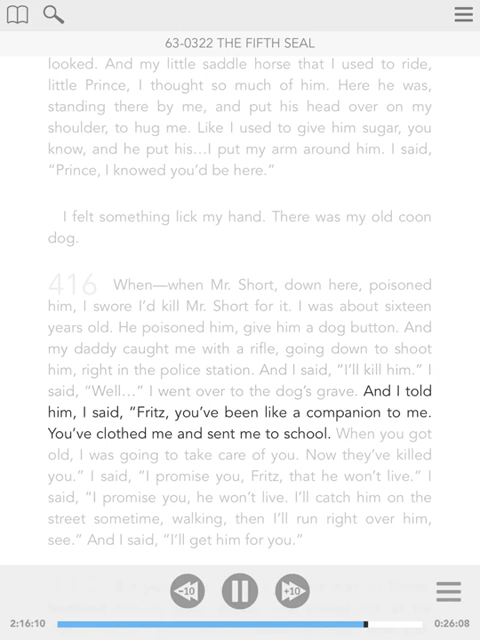 63-0322 THE FIFTH SEAL
looked. And my little saddle horse that I used to ride,
little Prince, I thought so much of him. Here he was,
standing there by me, and put his head over on my
shoulder, to hug me. Like I used to give him sugar, you
know, and he put his…I put my arm around him. I said,
“Prince, I knowed you’d be here.”
I felt something lick my hand. There was my old coon
dog.
416 When—when Mr. Short, down here, poisoned
him, I swore I’d kill Mr. Short for it. I was about sixteen
years old. He poisoned him, give him a dog button. And
my daddy caught me with a rifle, going down to shoot
him, right in the police station. And I said, “I’ll kill him.” I
said, “Well…” I went over to the dog’s grave. And I told
him, I said, “Fritz, you’ve been like a companion to me.
You’ve clothed me and sent me to school. When you got
old, I was going to take care of you. Now they’ve killed
you.” I said, “I promise you, Fritz, that he won’t live.” I
said, “I promise you, he won’t live. I’ll catch him on the
street sometime, walking, then I’ll run right over him,
see.” And I said, “I’ll get him for you.”
-10 +10
2:16:10 0:26:08